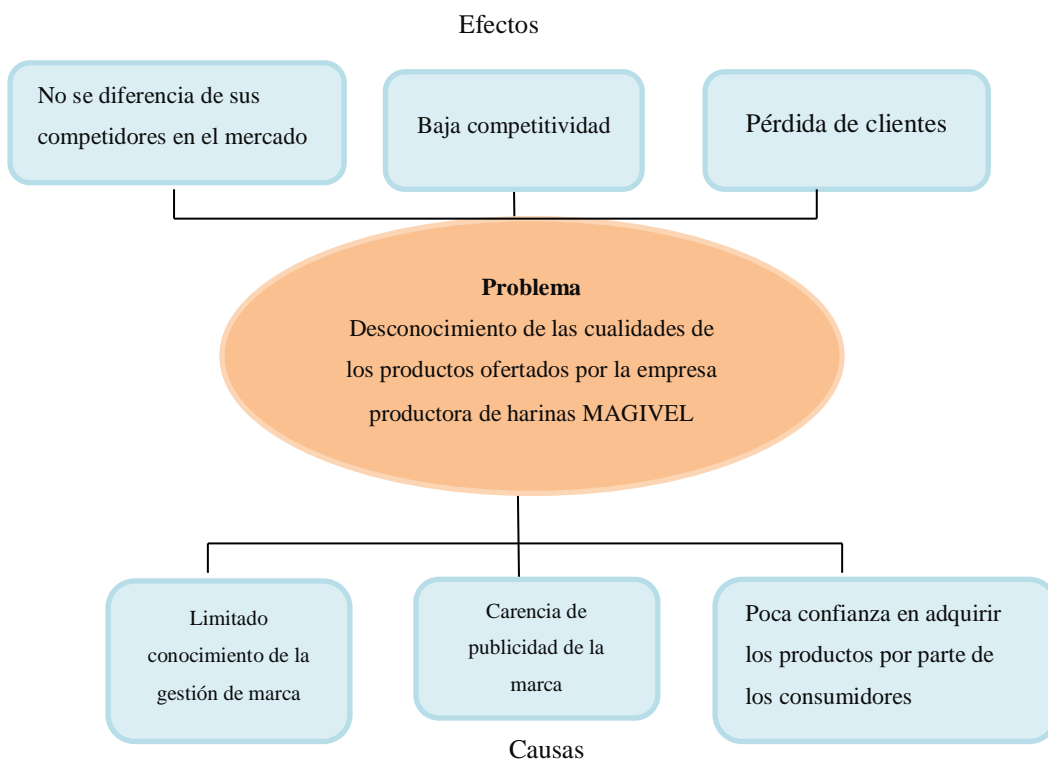 Efectos
No se diferencia de sus
competidores en el mercado
Baja competitividad
Pérdida de clientes
Problema
Desconocimiento de las cualidades de
los productos ofertados por la empresa
productora de harinas MAGIVEL
Limitado
conocimiento de la
gestión de marca
Carencia de
publicidad de la
marca
Poca confianza en adquirir
los productos por parte de
los consumidores
Causas